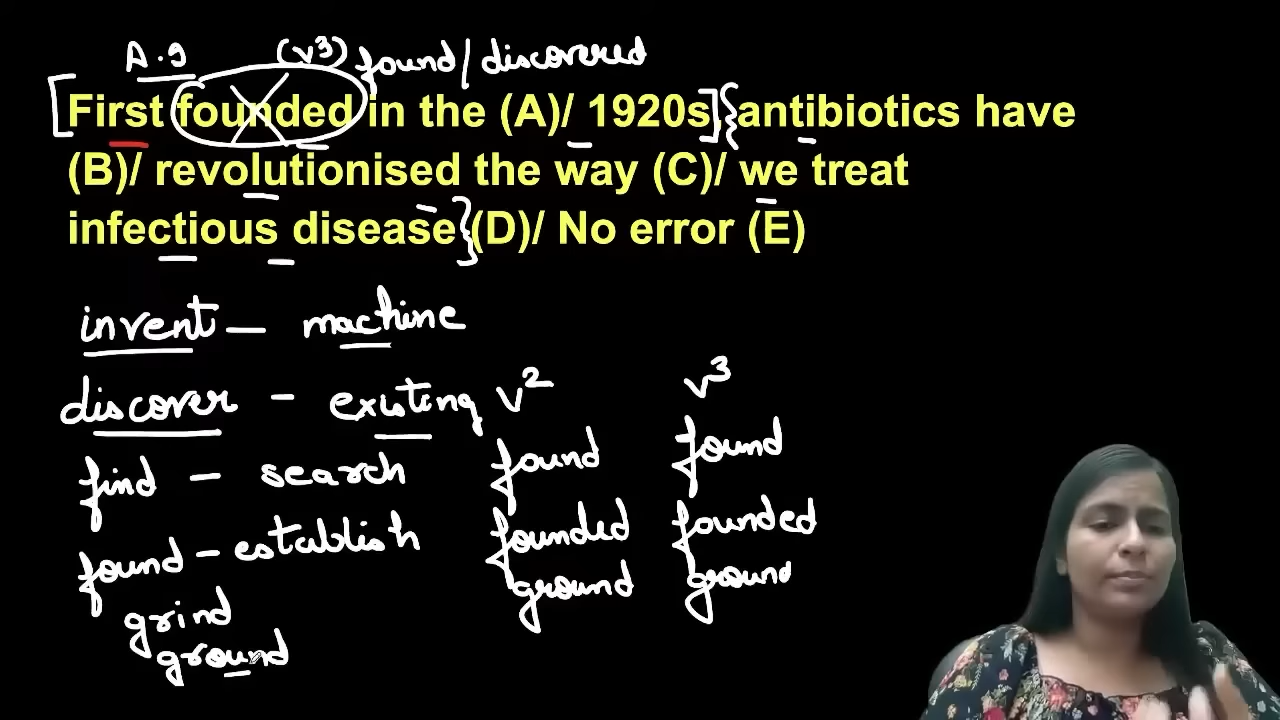 A.g (v3) found/discovered
[First founded in the (A)/ 1920s,] {antibiotics have
(B)/ revolutionised the way (C)/ we treat
infectious disease} (D)/ No error (E)
invent – machine
discover – existing v2 v3
find – search found found
found – establish founded founded
grind ground ground
ground